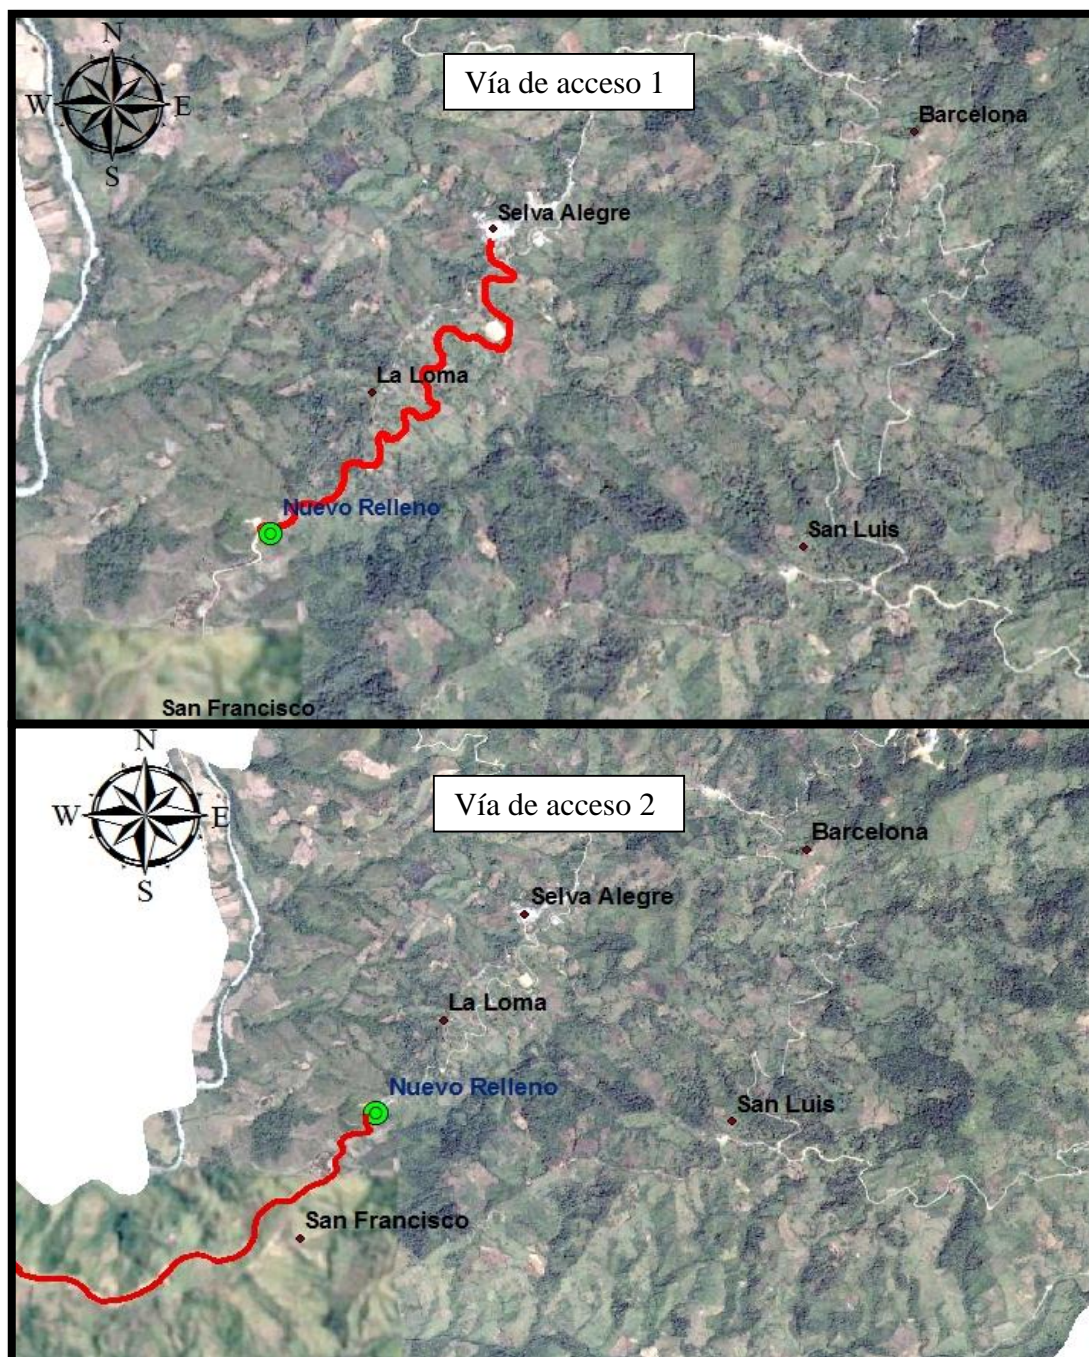 N
Vía de acceso 1
W
E
Barcelona
S
Selva Alegre
La Loma
Nuevo Relleno
San Luis
San Francisco
N
Vía de acceso 2
W
E
Barcelona
S
Selva Alegre
La Loma
Nuevo Relleno
San Luis
San Francisco